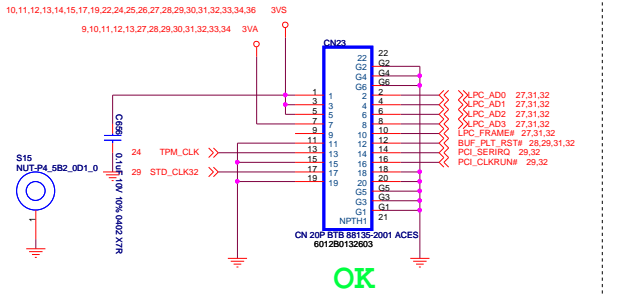 10,11,12,13,14,15,17,19,22,24,25,26,27,28,29,30,31,32,33,34,36 3VS
9,10,11,12,13,27,28,29,30,31,32,33,34 3VA
CN23
22 22
G2 G2
G4 G4
G6 G6
1 1 2 2 LPC_AD0 27,31,32
3 3 4 4 LPC_AD1 27,31,32
5 5 6 6 LPC_AD2 27,31,32
7 7 8 8 LPC_AD3 27,31,32
9 9 10 10 LPC_FRAME# 27,31,32
11 11 12 12 BUF_PLT_RST# 28,29,31,32
24 TPM_CLK 13 13 14 14 PCI_SERIRQ 29,32
15 15 16 16 PCI_CLKRUN# 29,32
29 STD_CLK32 17 17 18 18
19 19 20 20
G5 G5
G3 G3
G1 G1
NPTH1 21
CN 20P BTB 88135-2001 ACES
6012B0132603
C656
0.1uF 10V 10% 0402 X7R
S15
NUT-P4_5B2_0D1_0
1
OK